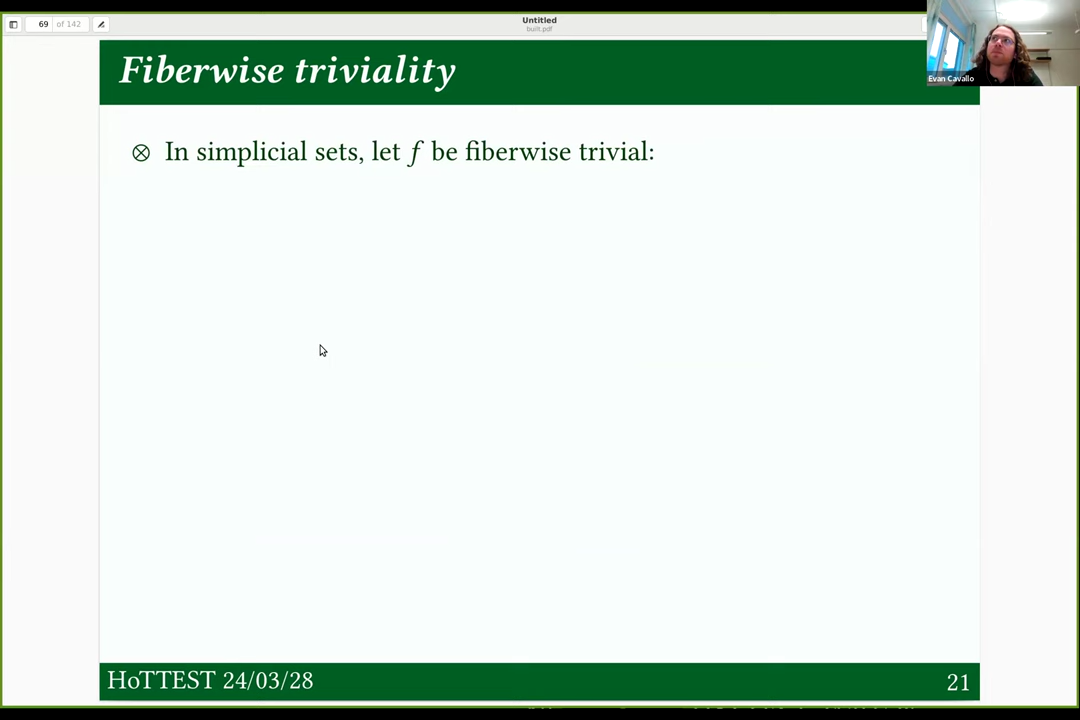 69 of 142
Untitled
built.pdf
Evan Cavallo
Fiberwise triviality
⊗ In simplicial sets, let f be fiberwise trivial:
HoTTEST 24/03/28
21